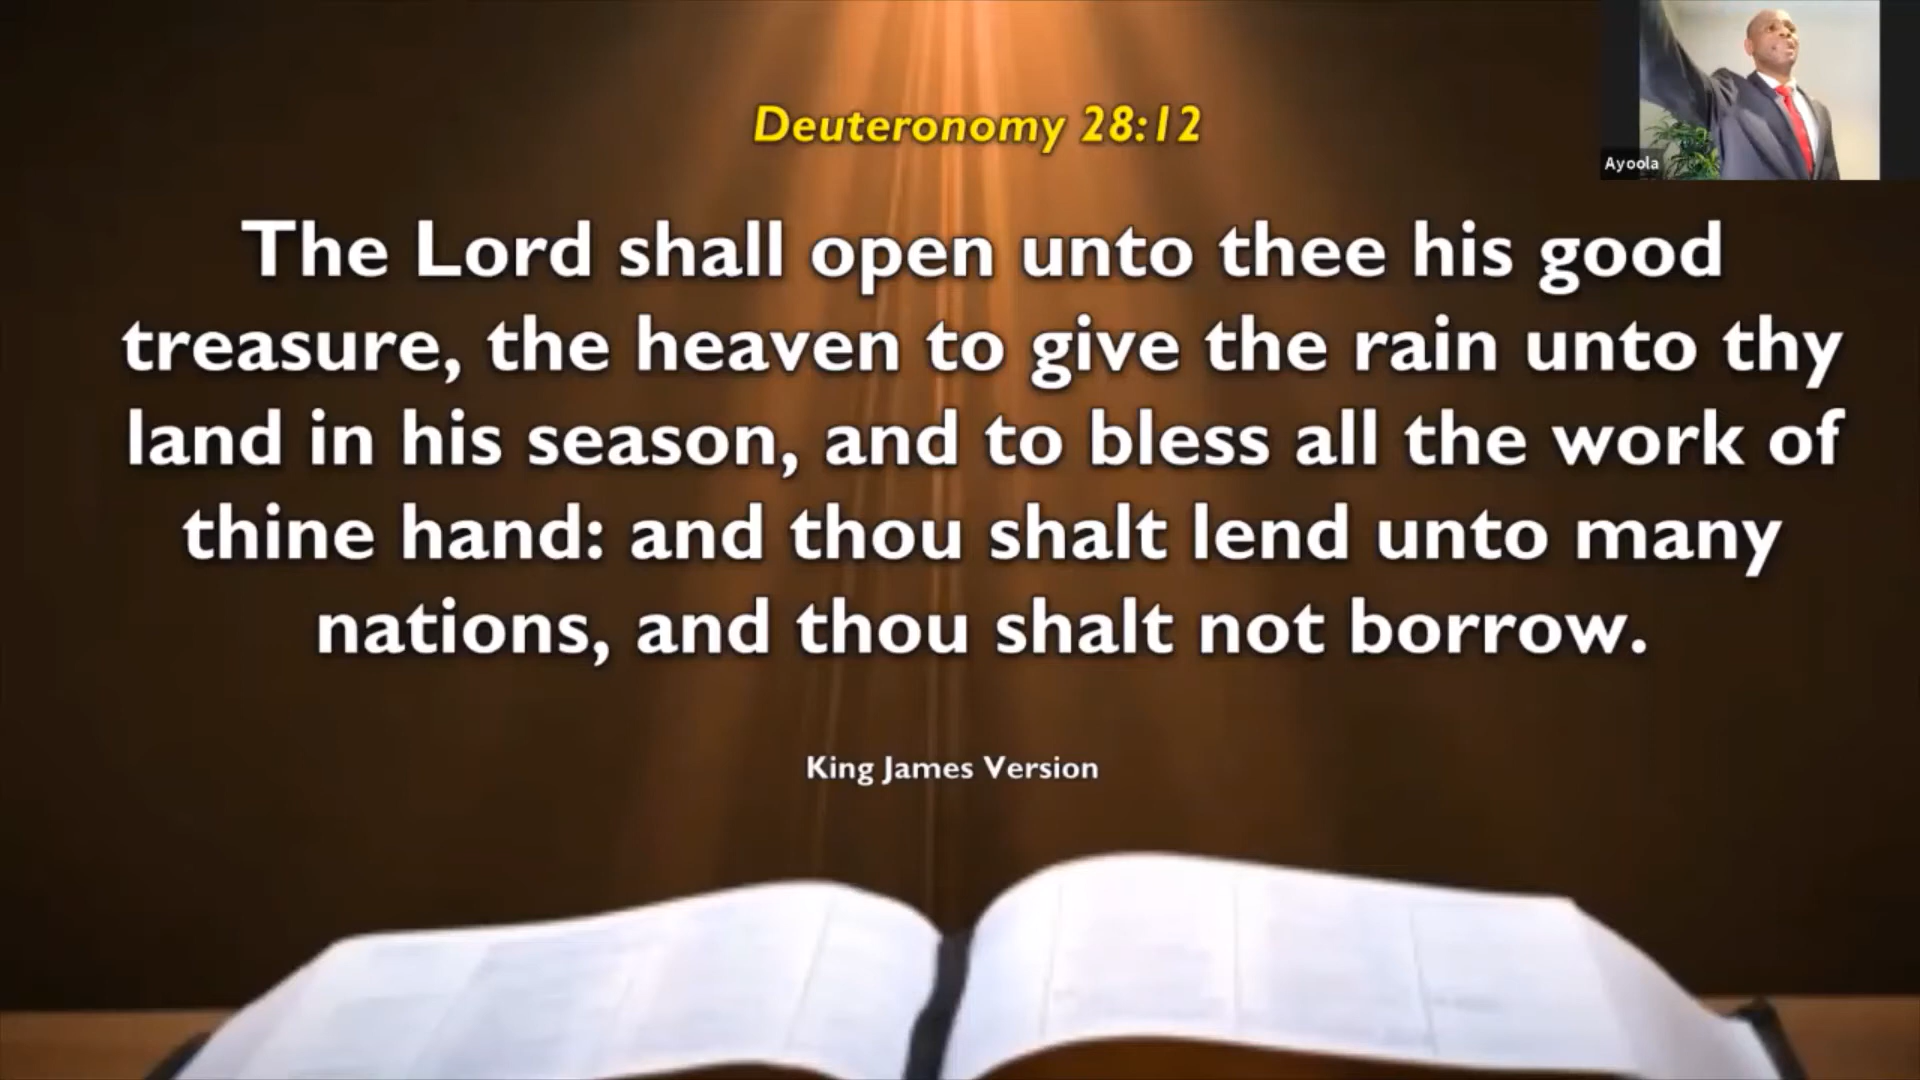 Deuteronomy 28:12
Ayoola
The Lord shall open unto thee his good
treasure, the heaven to give the rain unto thy
land in his season, and to bless all the work of
thine hand: and thou shalt lend unto many
nations, and thou shalt not borrow.
King James Version